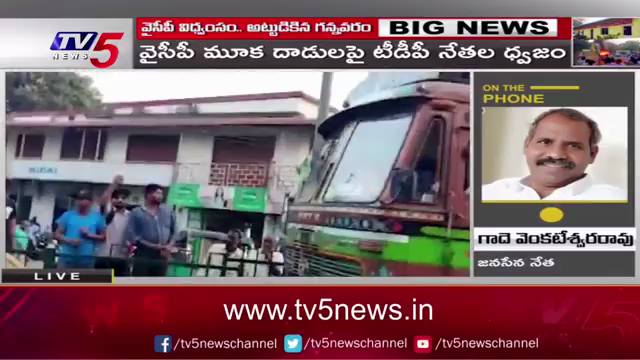 వైసీపీ విధ్వంసం.. అట్టుడికిన గన్నవరం
BIG NEWS
TV5
NEWS
వైసీపీ మూక దాడులపై టీడీపీ నేతల ధ్వజం
ON THE
PHONE
గాదె వెంకటేశ్వరరావు
జనసేన నేత
LIVE
www.tv5news.in
/tv5newschannel
/tv5newschannel
/tv5newschannel